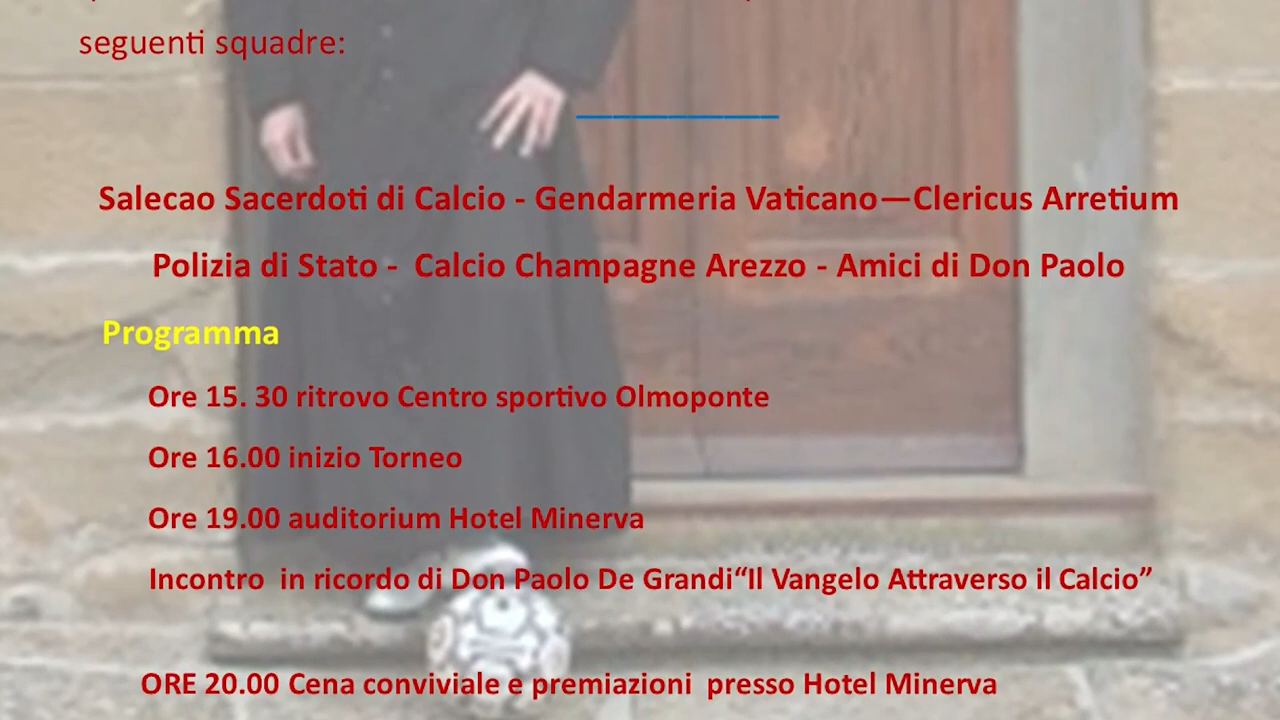 seguenti squadre:
Salecao Sacerdoti di Calcio - Gendarmeria Vaticano—Clericus Arretium
Polizia di Stato - Calcio Champagne Arezzo - Amici di Don Paolo
Programma
Ore 15. 30 ritrovo Centro sportivo Olmoponte
Ore 16.00 inizio Torneo
Ore 19.00 auditorium Hotel Minerva
Incontro in ricordo di Don Paolo De Grandi“Il Vangelo Attraverso il Calcio”
ORE 20.00 Cena conviviale e premiazioni presso Hotel Minerva